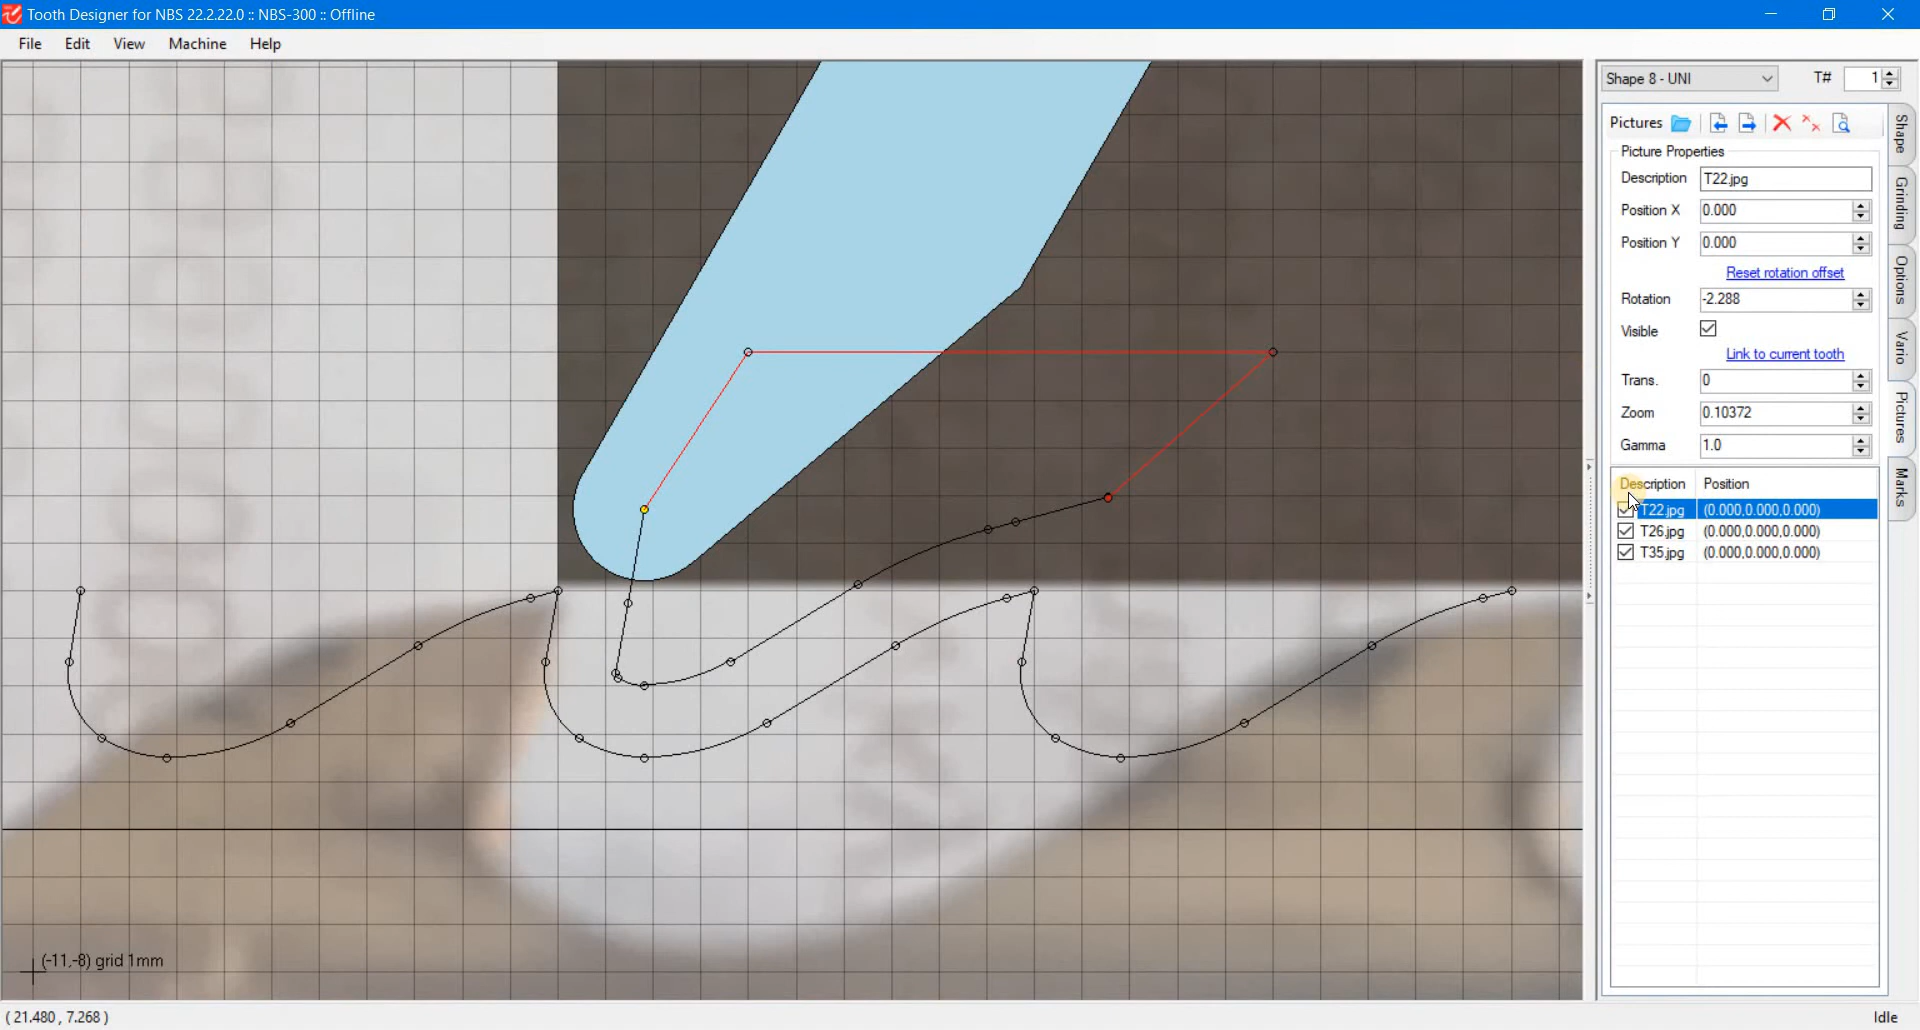 Tooth Designer for NBS 22.2.22.0 :: NBS-300 :: Offline
File Edit View Machine Help
Shape 8 - UNI T# 1
Pictures
Picture Properties
Description T22.jpg
Position X 0.000
Position Y 0.000
Reset rotation offset
Rotation -2.288
Visible
Link to current tooth
Trans. 0
Zoom 0.10372
Gamma 1.0
Description Position
T22.jpg (0.000,0.000,0.000)
T26.jpg (0.000,0.000,0.000)
T35.jpg (0.000,0.000,0.000)
Shape
Grinding
Options
Vario
Pictures
Marks
(-11,-8) grid 1mm
( 21.480 , 7.268 )
Idle